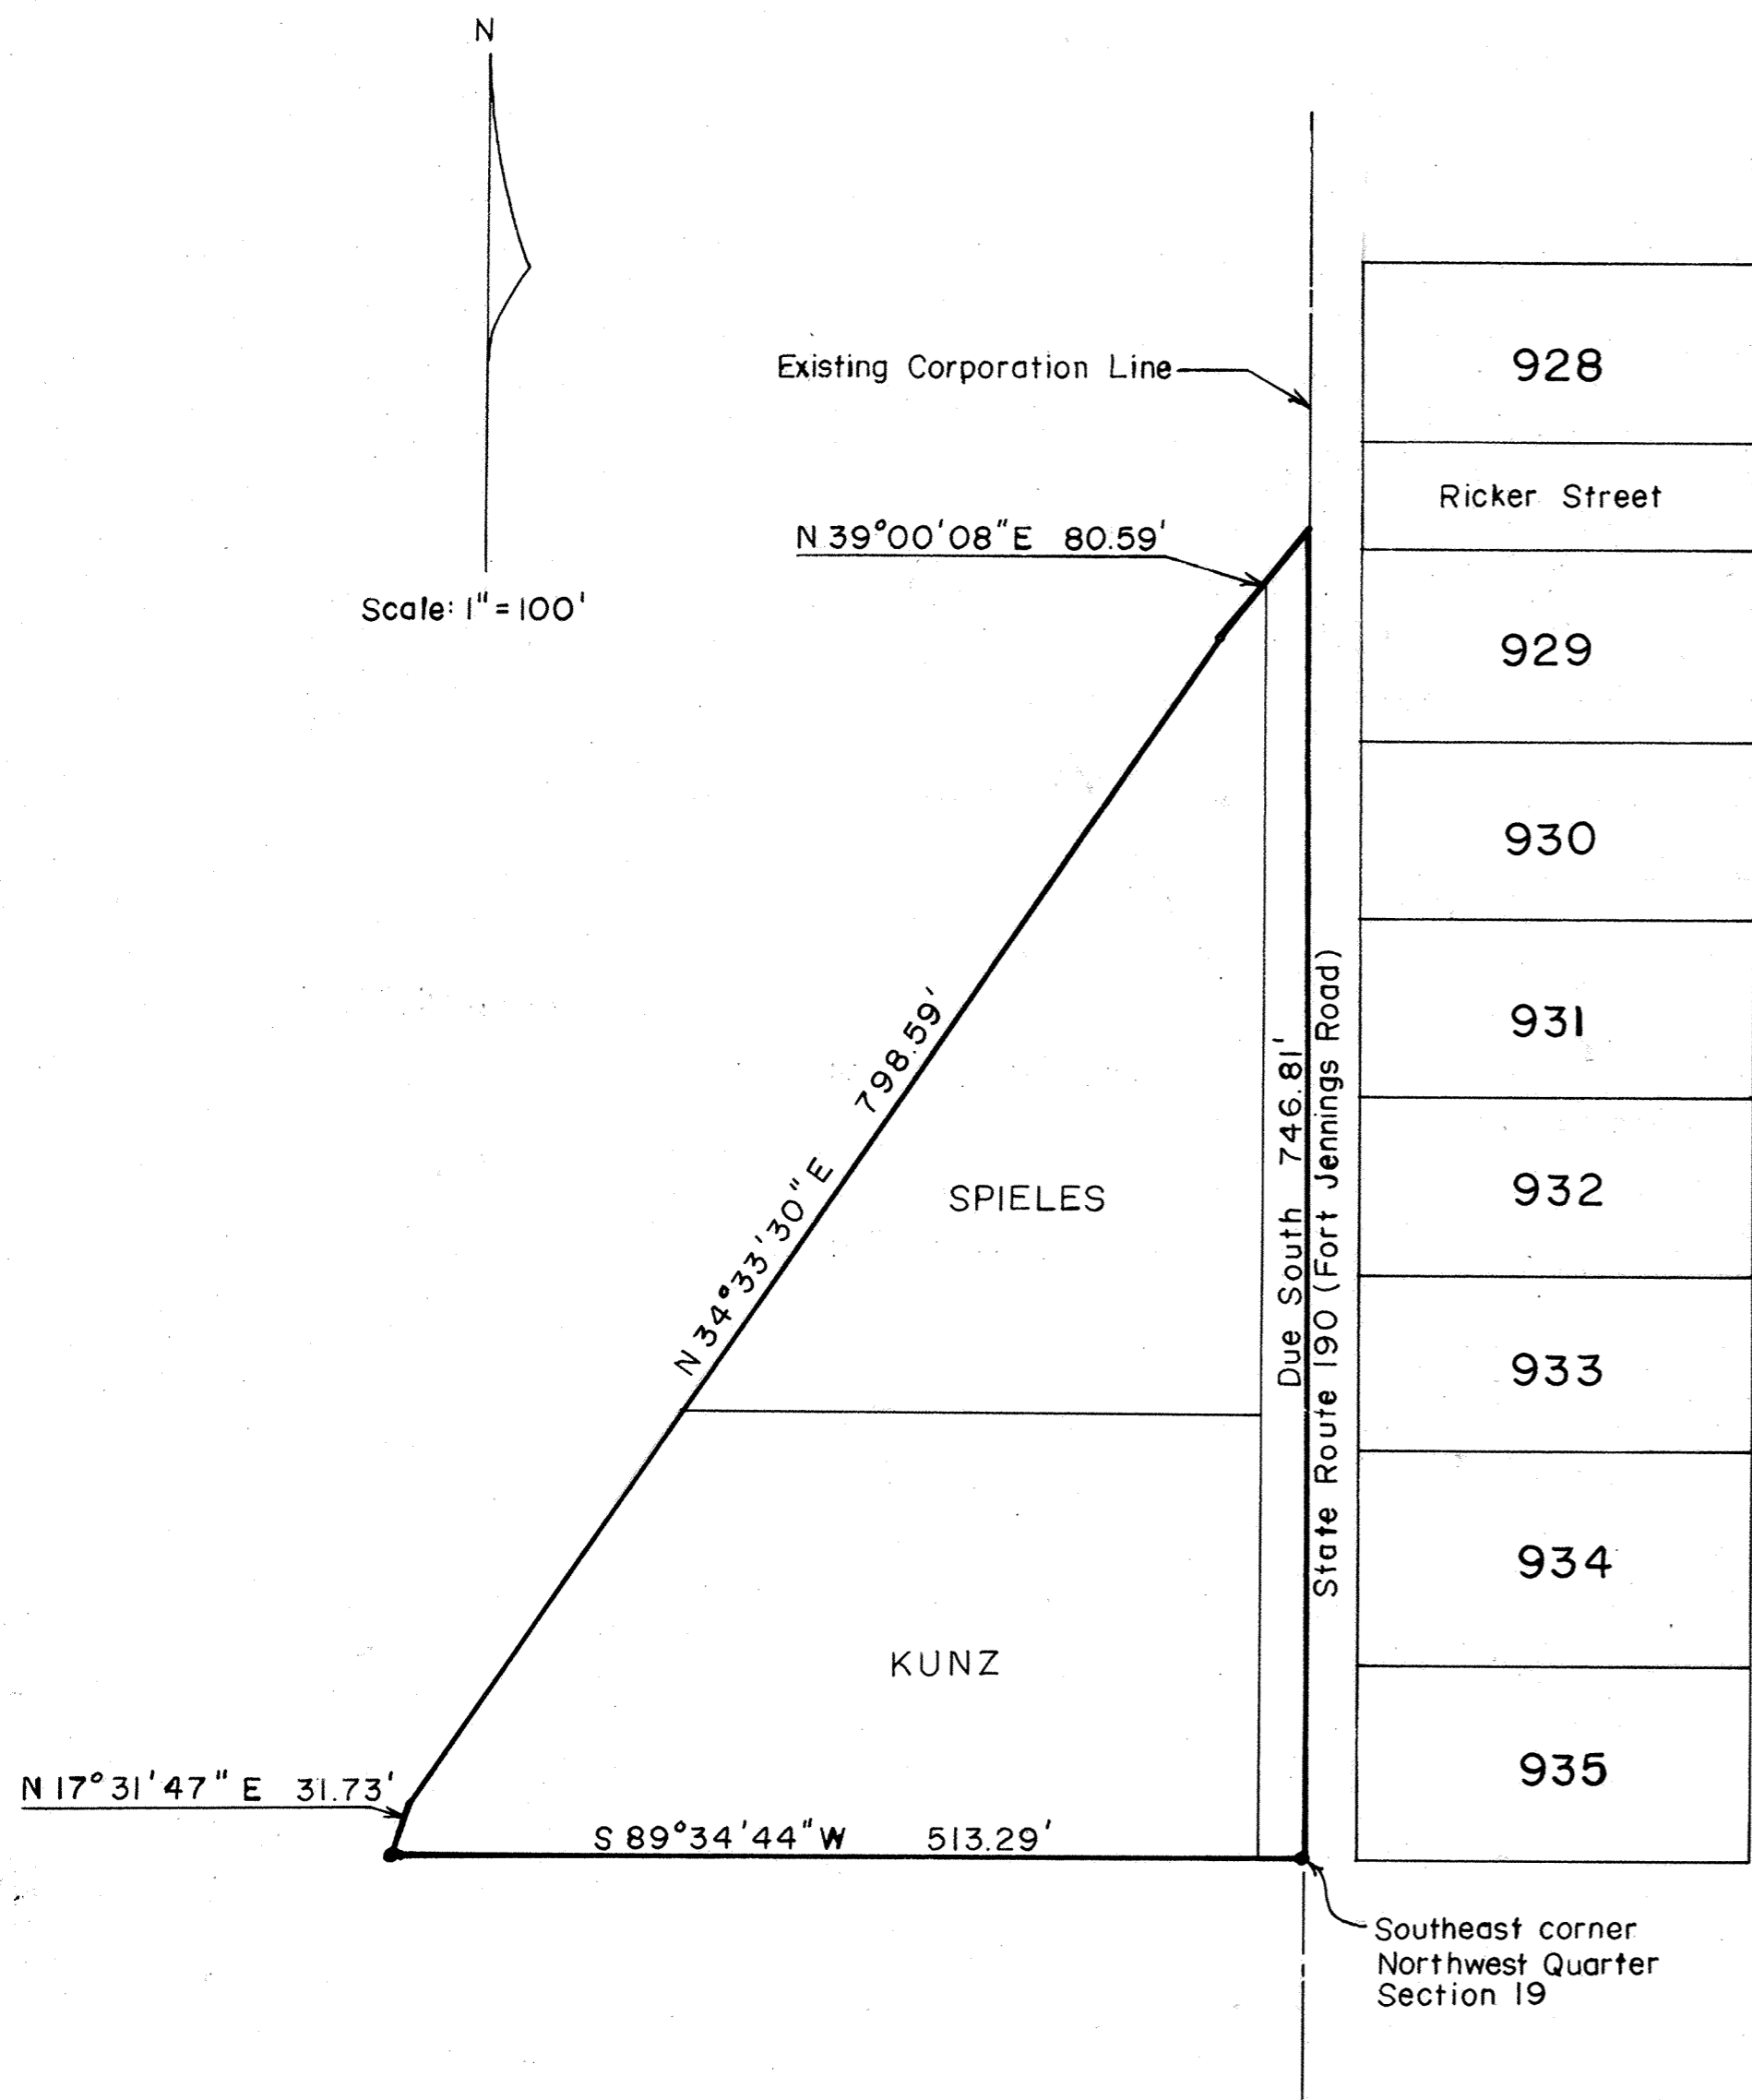 N
Scale: 1" = 100'
Existing Corporation Line
N 39°00'08" E 80.59'
928
Ricker Street
929
930
931
932
933
934
935
N 34°33'30" E 798.59'
SPIELES
Due South 746.81'
State Route 190 (Fort Jennings Road)
KUNZ
N 17°31'47" E 31.73'
S 89°34'44" W 513.29'
Southeast corner
Northwest Quarter
Section 19